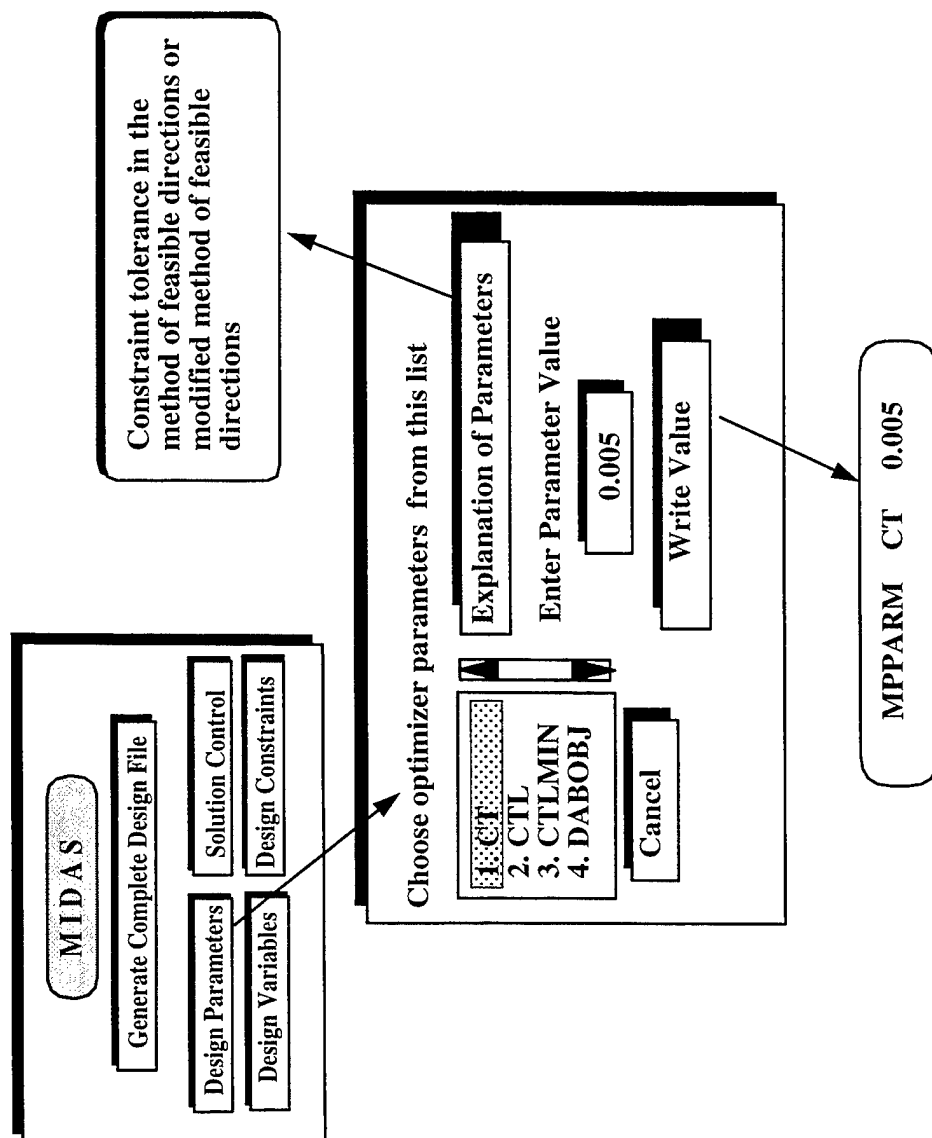 M I D A S
Generate Complete Design File
Design Parameters
Solution Control
Design Variables
Design Constraints
Constraint tolerance in the
method of feasible directions or
modified method of feasible
directions
Choose optimizer parameters from this list
1. CT
2. CTL
3. CTLMIN
4. DABOBJ
Explanation of Parameters
Enter Parameter Value
0.005
Cancel
Write Value
MPPARM CT 0.005